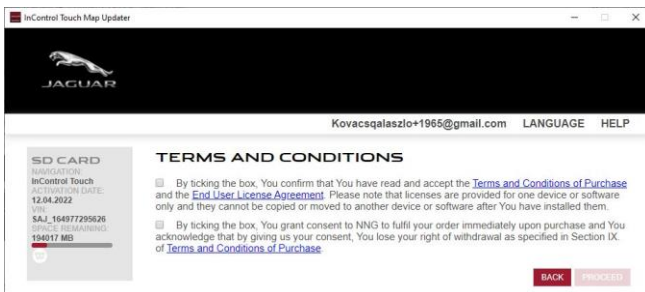 InControl Touch Map Updater
JAGUAR
Kovacsqalaszlo+1965@gmail.com LANGUAGE HELP
SD CARD
NAVIGATION:
InControl Touch
ACTIVATION DATE:
12.04.2022
VIN:
SAJ_164977295626
SPACE REMAINING:
194017 MB
TERMS AND CONDITIONS
By ticking the box, You confirm that You have read and accept the Terms and Conditions of Purchase
and the End User License Agreement. Please note that licenses are provided for one device or software
only and they cannot be copied or moved to another device or software after You have installed them.
By ticking the box, You grant consent to NNG to fulfil your order immediately upon purchase and You
acknowledge that by giving us your consent, You lose your right of withdrawal as specified in Section IX.
of Terms and Conditions of Purchase.
BACK PROCEED